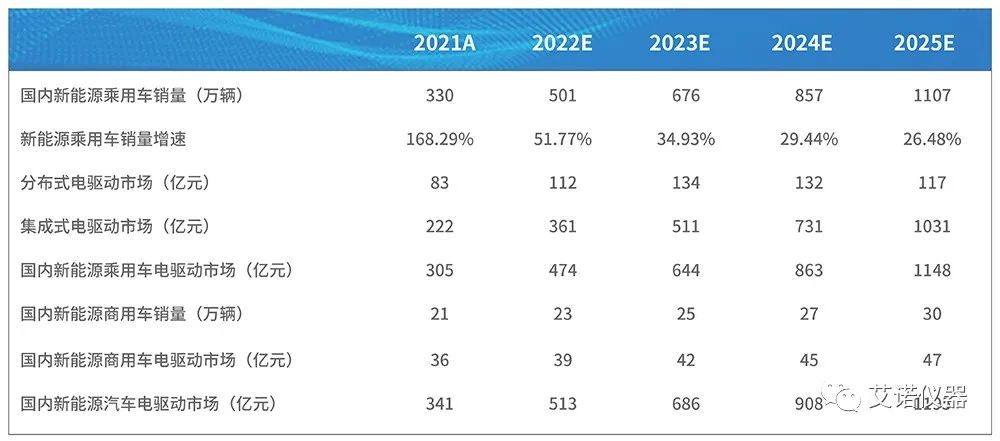 2021A 2022E 2023E 2024E 2025E
国内新能源乘用车销量（万辆） 330 501 676 857 1107
新能源乘用车销量增速 168.29% 51.77% 34.93% 29.44% 26.48%
分布式电驱动市场（亿元） 83 112 134 132 117
集成式电驱动市场（亿元） 222 361 511 731 1031
国内新能源乘用车电驱动市场（亿元） 305 474 644 863 1148
国内新能源商用车销量（万辆） 21 23 25 27 30
国内新能源商用车电驱动市场（亿元） 36 39 42 45 47
国内新能源汽车电驱动市场（亿元） 341 513 686 908
艾诺仪器